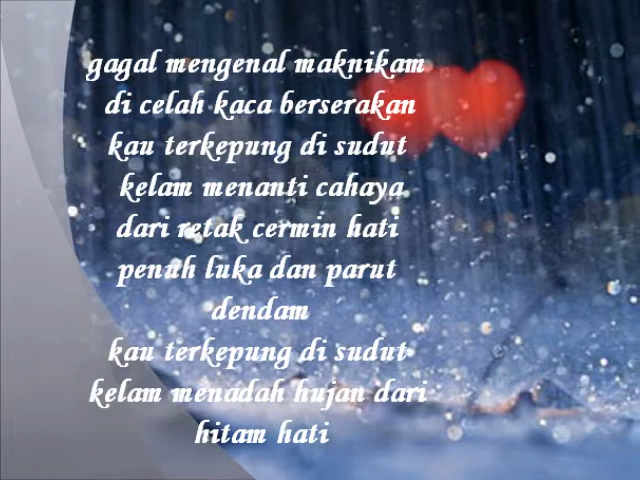 gagal mengenal maknikam
di celah kaca berserakan
kau terkepung di sudut
kelam menanti cahaya
dari retak cermin hati
penuh luka dan parut
dendam
kau terkepung di sudut
kelam menadah hujan dari
hitam hati